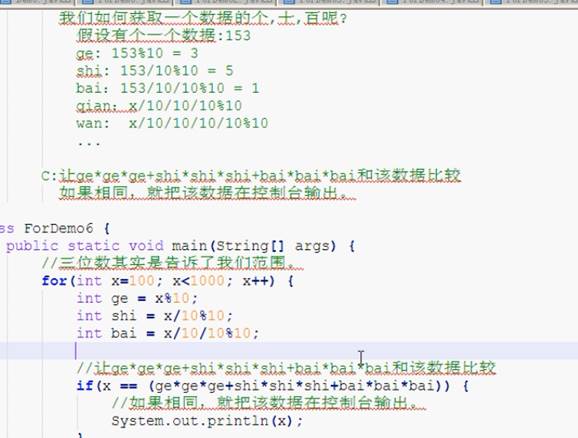 我们如何获取一个数据的个,十,百呢?
假设有个一个数据:153
ge: 153%10 = 3
shi: 153/10%10 = 5
bai: 153/10/10%10 = 1
qian: x/10/10/10%10
wan: x/10/10/10/10%10
...
C:让ge*ge*ge+shi*shi*shi+bai*bai*bai和该数据比较
如果相同，就把该数据在控制台输出。
ss ForDemo6 {
public static void main(String[] args) {
//三位数其实是告诉了我们范围。
for(int x=100; x<1000; x++) {
int ge = x%10;
int shi = x/10%10;
int bai = x/10/10%10;
//让ge*ge*ge+shi*shi*shi+bai*bai*bai和该数据比较
if(x == (ge*ge*ge+shi*shi*shi+bai*bai*bai)) {
//如果相同，就把该数据在控制台输出。
System.out.println(x);
}